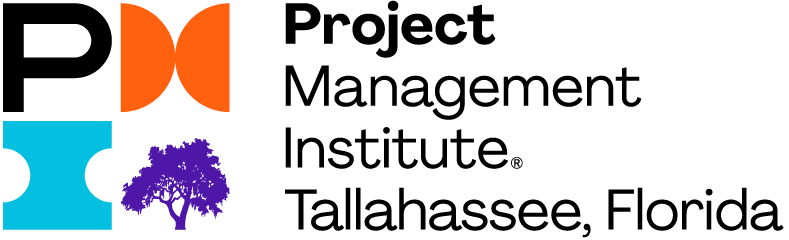 Project
Management
Institute®
Tallahassee, Florida